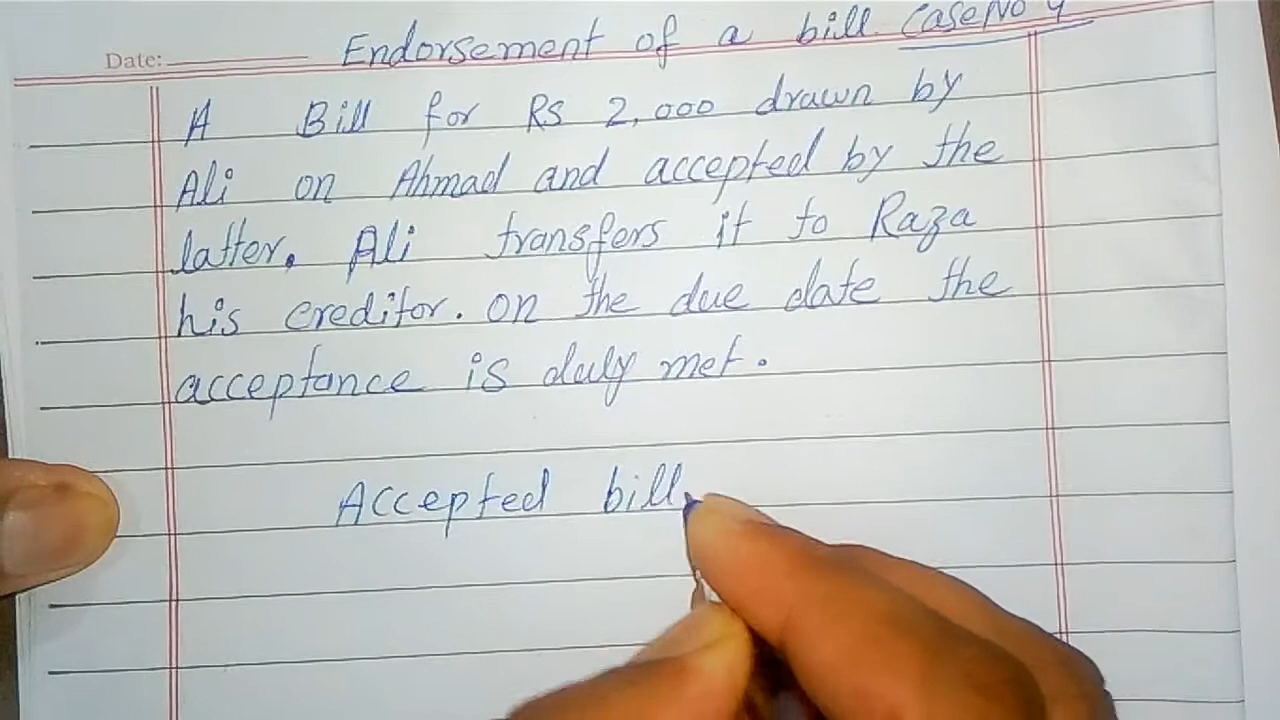 Endorsement of a bill Case No 4
Date:
A Bill for Rs 2,000 drawn by
Ali on Ahmad and accepted by the
latter. Ali transfers it to Raza
his creditor. on the due date the
acceptance is duly met.
Accepted bill